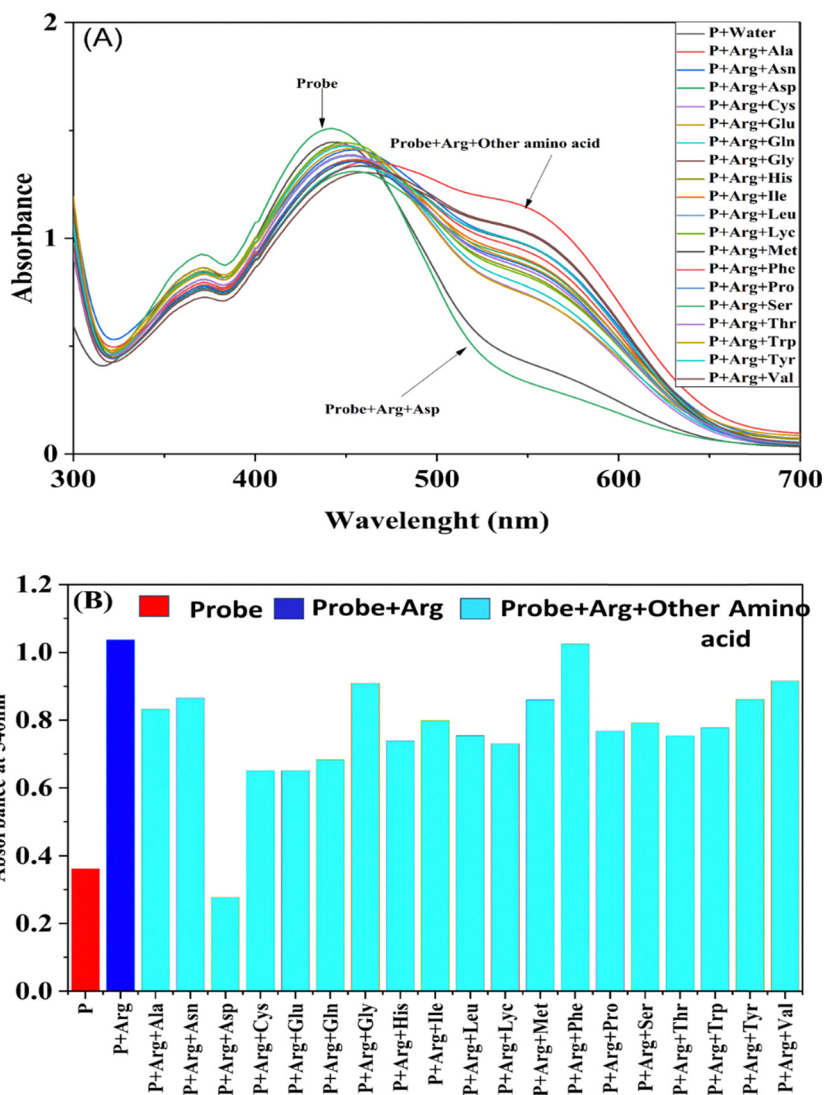 (A)
2
1
0
Absorbance
Probe
Probe+Arg+Other amino acid
Probe+Arg+Asp
P+Water
P+Arg+Ala
P+Arg+Asn
P+Arg+Asp
P+Arg+Cys
P+Arg+Glu
P+Arg+Gln
P+Arg+Gly
P+Arg+His
P+Arg+Ile
P+Arg+Leu
P+Arg+Lyc
P+Arg+Met
P+Arg+Phe
P+Arg+Pro
P+Arg+Ser
P+Arg+Thr
P+Arg+Trp
P+Arg+Tyr
P+Arg+Val
300 400 500 600 700
Wavelenght (nm)
(B)
Probe Probe+Arg Probe+Arg+Other Amino
acid
1.2
1.0
0.8
0.6
0.4
0.2
0.0
Absorbance at 540nm
P
P+Arg
P+Arg+Ala
P+Arg+Asn
P+Arg+Asp
P+Arg+Cys
P+Arg+Glu
P+Arg+Gln
P+Arg+Gly
P+Arg+His
P+Arg+Ile
P+Arg+Leu
P+Arg+Lyc
P+Arg+Met
P+Arg+Phe
P+Arg+Pro
P+Arg+Ser
P+Arg+Thr
P+Arg+Trp
P+Arg+Tyr
P+Arg+Val